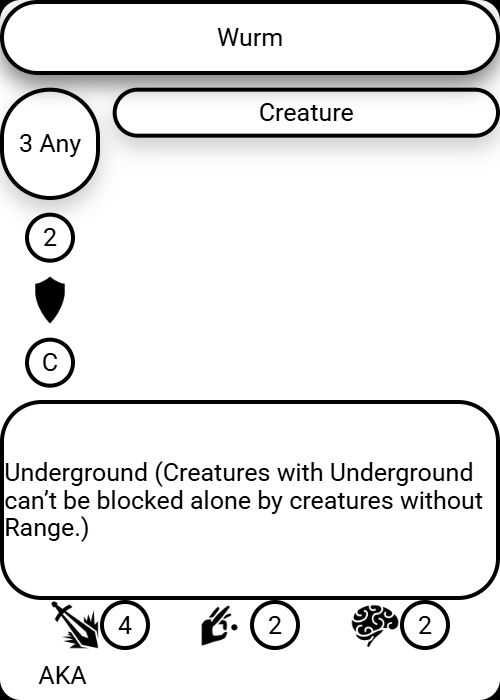 Wurm
Creature
3 Any
2
C
Underground (Creatures with Underground
can’t be blocked alone by creatures without
Range.)
4 2 2
AKA